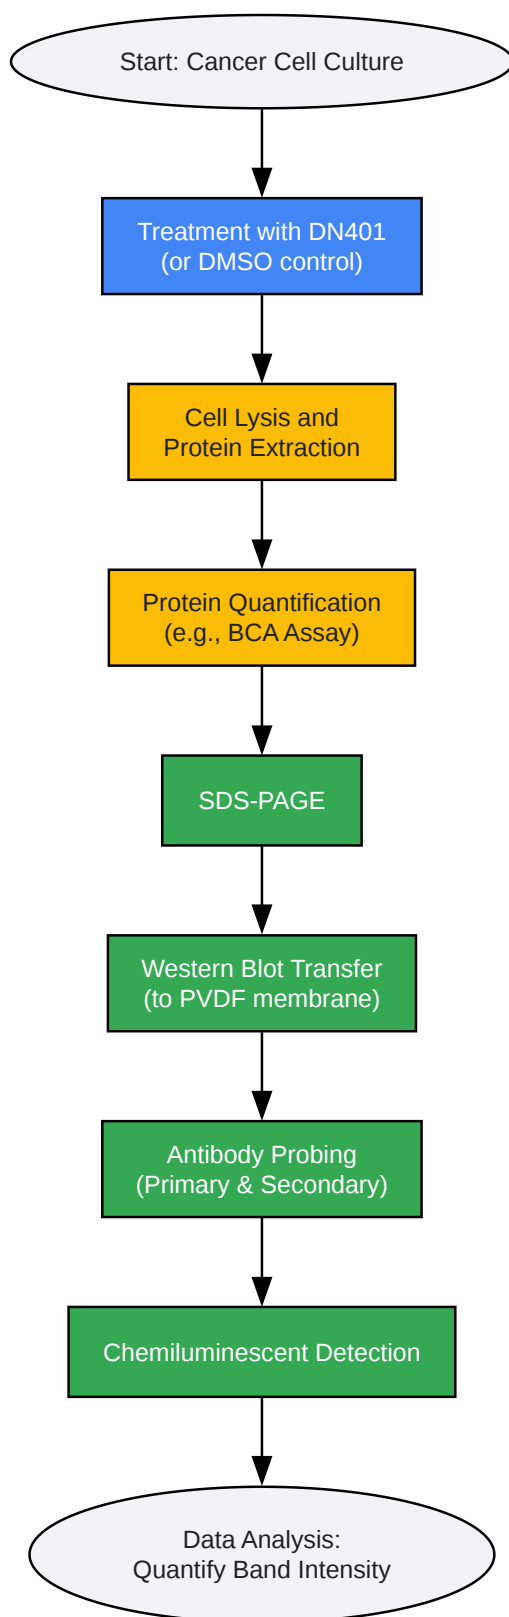 Start: Cancer Cell Culture
Treatment with DN401
(or DMSO control)
Cell Lysis and
Protein Extraction
Protein Quantification
(e.g., BCA Assay)
SDS-PAGE
Western Blot Transfer
(to PVDF membrane)
Antibody Probing
(Primary & Secondary)
Chemiluminescent Detection
Data Analysis:
Quantify Band Intensity